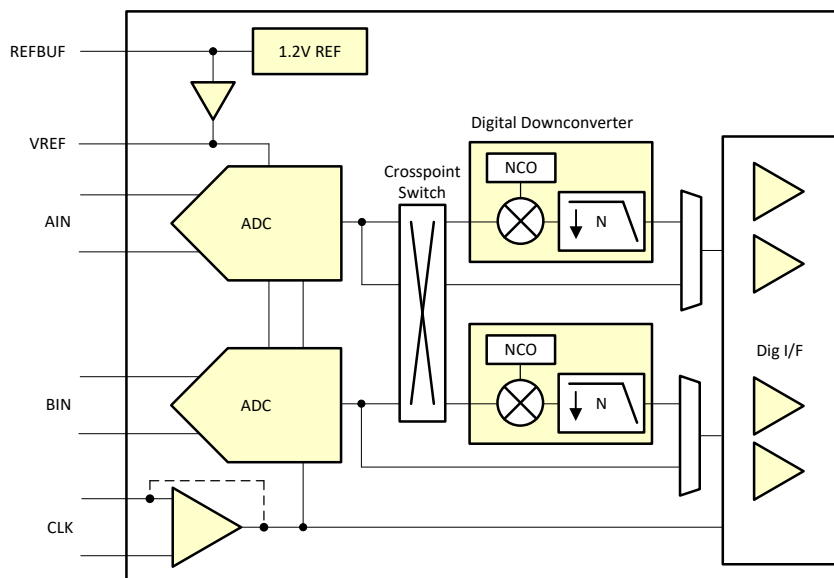 REFBUF
1.2V REF
VREF
Digital Downconverter
Crosspoint
Switch
NCO
AIN
ADC
N
NCO
Dig I/F
BIN
ADC
N
CLK